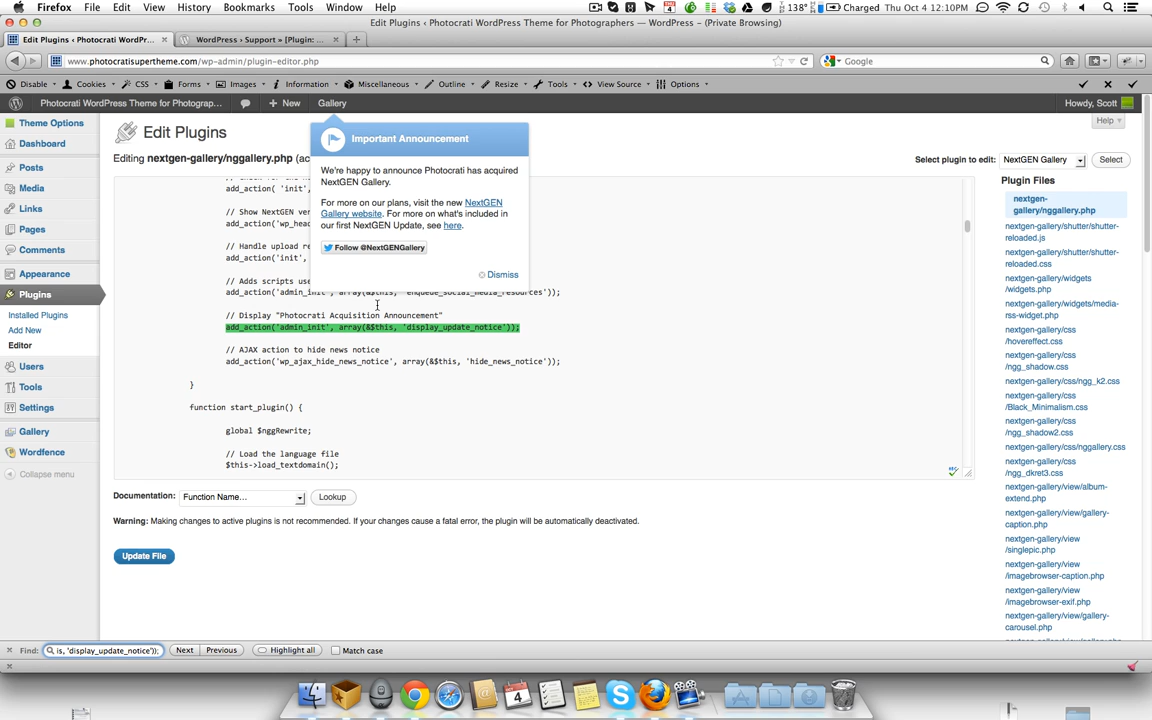 Firefox File Edit View History Bookmarks Tools Window Help 138° Charged Thu Oct 4 12:10PM
Edit Plugins ‹ Photocrati WordPress Theme for Photographers — WordPress – (Private Browsing)
Edit Plugins ‹ Photocrati WordPr... WordPress › Support » [Plugin: ...
www.photocratisupertheme.com/wp-admin/plugin-editor.php Google
Disable Cookies CSS Forms Images Information Miscellaneous Outline Resize Tools View Source Options
Photocrati WordPress Theme for Photograp... New Gallery Howdy, Scott
Help
Theme Options
Dashboard
Posts
Media
Links
Pages
Comments
Appearance
Plugins
Installed Plugins
Add New
Editor
Users
Tools
Settings
Gallery
Wordfence
Collapse menu
Edit Plugins
Editing nextgen-gallery/nggallery.php (ac
Select plugin to edit: NextGEN Gallery Select
Important Announcement
We're happy to announce Photocrati has acquired
NextGEN Gallery.
For more on our plans, visit the new NextGEN
Gallery website. For more on what's included in
our first NextGEN Update, see here.
Follow @NextGENGallery
Dismiss
add_action( 'init',
// Show NextGEN ver
add_action('wp_hea
// Handle upload re
add_action('init',
// Adds scripts use
add_action('admin_init', array(&$this, 'enqueue_social_media_resources'));
// Display "Photocrati Acquisition Announcement"
add_action('admin_init', array(&$this, 'display_update_notice'));
// AJAX action to hide news notice
add_action('wp_ajax_hide_news_notice', array(&$this, 'hide_news_notice'));
}
function start_plugin() {
global $nggRewrite;
// Load the language file
$this->load_textdomain();
Documentation: Function Name... Lookup
Warning: Making changes to active plugins is not recommended. If your changes cause a fatal error, the plugin will be automatically deactivated.
Update File
Plugin Files
nextgen-
gallery/nggallery.php
nextgen-gallery/shutter/shutter-
reloaded.js
nextgen-gallery/shutter/shutter-
reloaded.css
nextgen-gallery/widgets
/widgets.php
nextgen-gallery/widgets/media-
rss-widget.php
nextgen-gallery/css
/hovereffect.css
nextgen-gallery/css
/ngg_shadow.css
nextgen-gallery/css/ngg_k2.css
nextgen-gallery/css
/Black_Minimalism.css
nextgen-gallery/css
/ngg_shadow2.css
nextgen-gallery/css/nggallery.css
nextgen-gallery/css
/ngg_dkret3.css
nextgen-gallery/view/album-
extend.php
nextgen-gallery/view/gallery-
caption.php
nextgen-gallery/view
/singlepic.php
nextgen-gallery/view
/imagebrowser-caption.php
nextgen-gallery/view
/imagebrowser-exif.php
nextgen-gallery/view/gallery-
carousel.php
Find: is, 'display_update_notice')); Next Previous Highlight all Match case